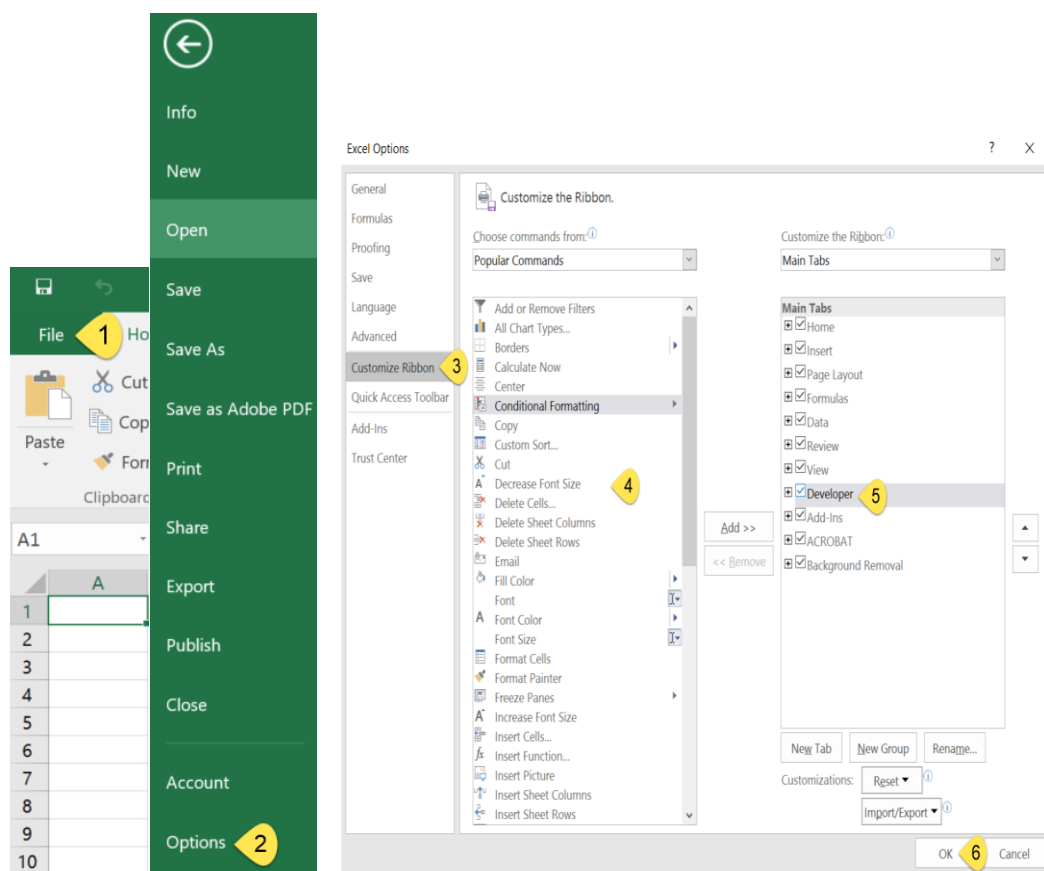 File 1 Ho
Cut
Cop
Paste
For
Clipboard
A1
A
1
2
3
4
5
6
7
8
9
10
Info
New
Open
Save
Save As
Save as Adobe PDF
Print
Share
Export
Publish
Close
Account
Options 2
Excel Options ? X
General
Formulas
Proofing
Save
Language
Advanced
Customize Ribbon 3
Quick Access Toolbar
Add-Ins
Trust Center
Customize the Ribbon.
Choose commands from:
Popular Commands
Add or Remove Filters
All Chart Types...
Borders
Calculate Now
Center
Conditional Formatting
Copy
Custom Sort...
Cut
Decrease Font Size 4
Delete Cells...
Delete Sheet Columns
Delete Sheet Rows
Email
Fill Color
Font
Font Color
Font Size
Format Cells
Format Painter
Freeze Panes
Increase Font Size
Insert Cells...
Insert Function...
Insert Picture
Insert Sheet Columns
Insert Sheet Rows
Add >>
<< Remove
Customize the Ribbon:
Main Tabs
Main Tabs
Home
Insert
Page Layout
Formulas
Data
Review
View
Developer 5
Add-Ins
ACROBAT
Background Removal
New Tab New Group Rename...
Customizations: Reset
Import/Export
OK 6 Cancel